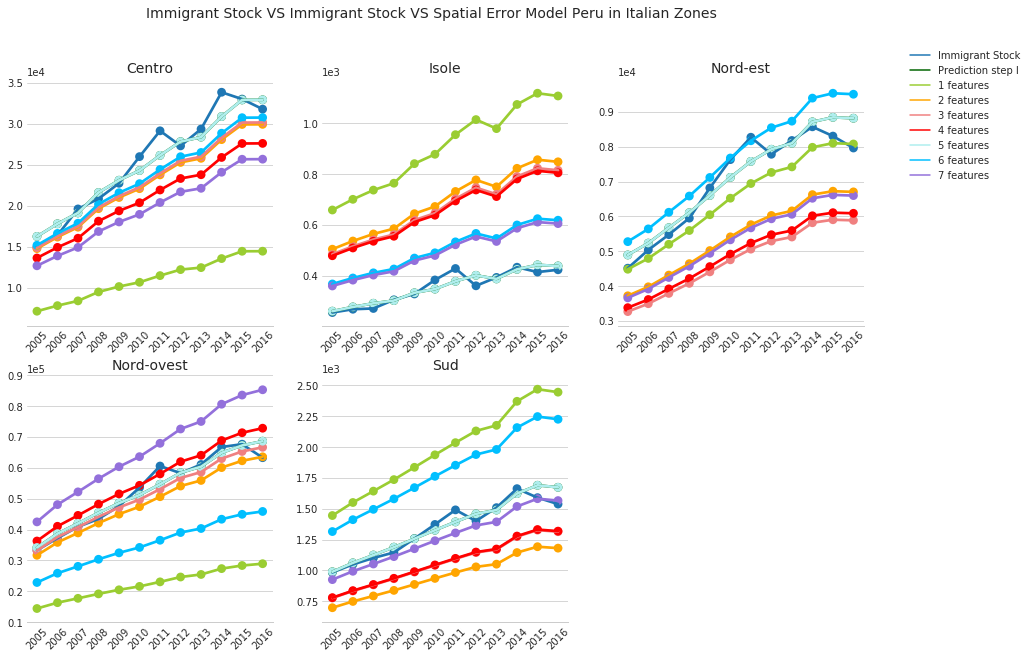 Immigrant Stock VS Immigrant Stock VS Spatial Error Model Peru in Italian Zones
Centro
1e4
3.5
3.0
2.5
2.0
1.5
1.0
2005 2006 2007 2008 2009 2010 2011 2012 2013 2014 2015 2016
Isole
1e3
1.0
0.8
0.6
0.4
2005 2006 2007 2008 2009 2010 2011 2012 2013 2014 2015 2016
Nord-est
1e4
0.9
0.8
0.7
0.6
0.5
0.4
0.3
2005 2006 2007 2008 2009 2010 2011 2012 2013 2014 2015 2016
Immigrant Stock
Prediction step I
1 features
2 features
3 features
4 features
5 features
6 features
7 features
Nord-ovest
1e5
0.9
0.8
0.7
0.6
0.5
0.4
0.3
0.2
0.1
2005 2006 2007 2008 2009 2010 2011 2012 2013 2014 2015 2016
Sud
1e3
2.50
2.25
2.00
1.75
1.50
1.25
1.00
0.75
2005 2006 2007 2008 2009 2010 2011 2012 2013 2014 2015 2016